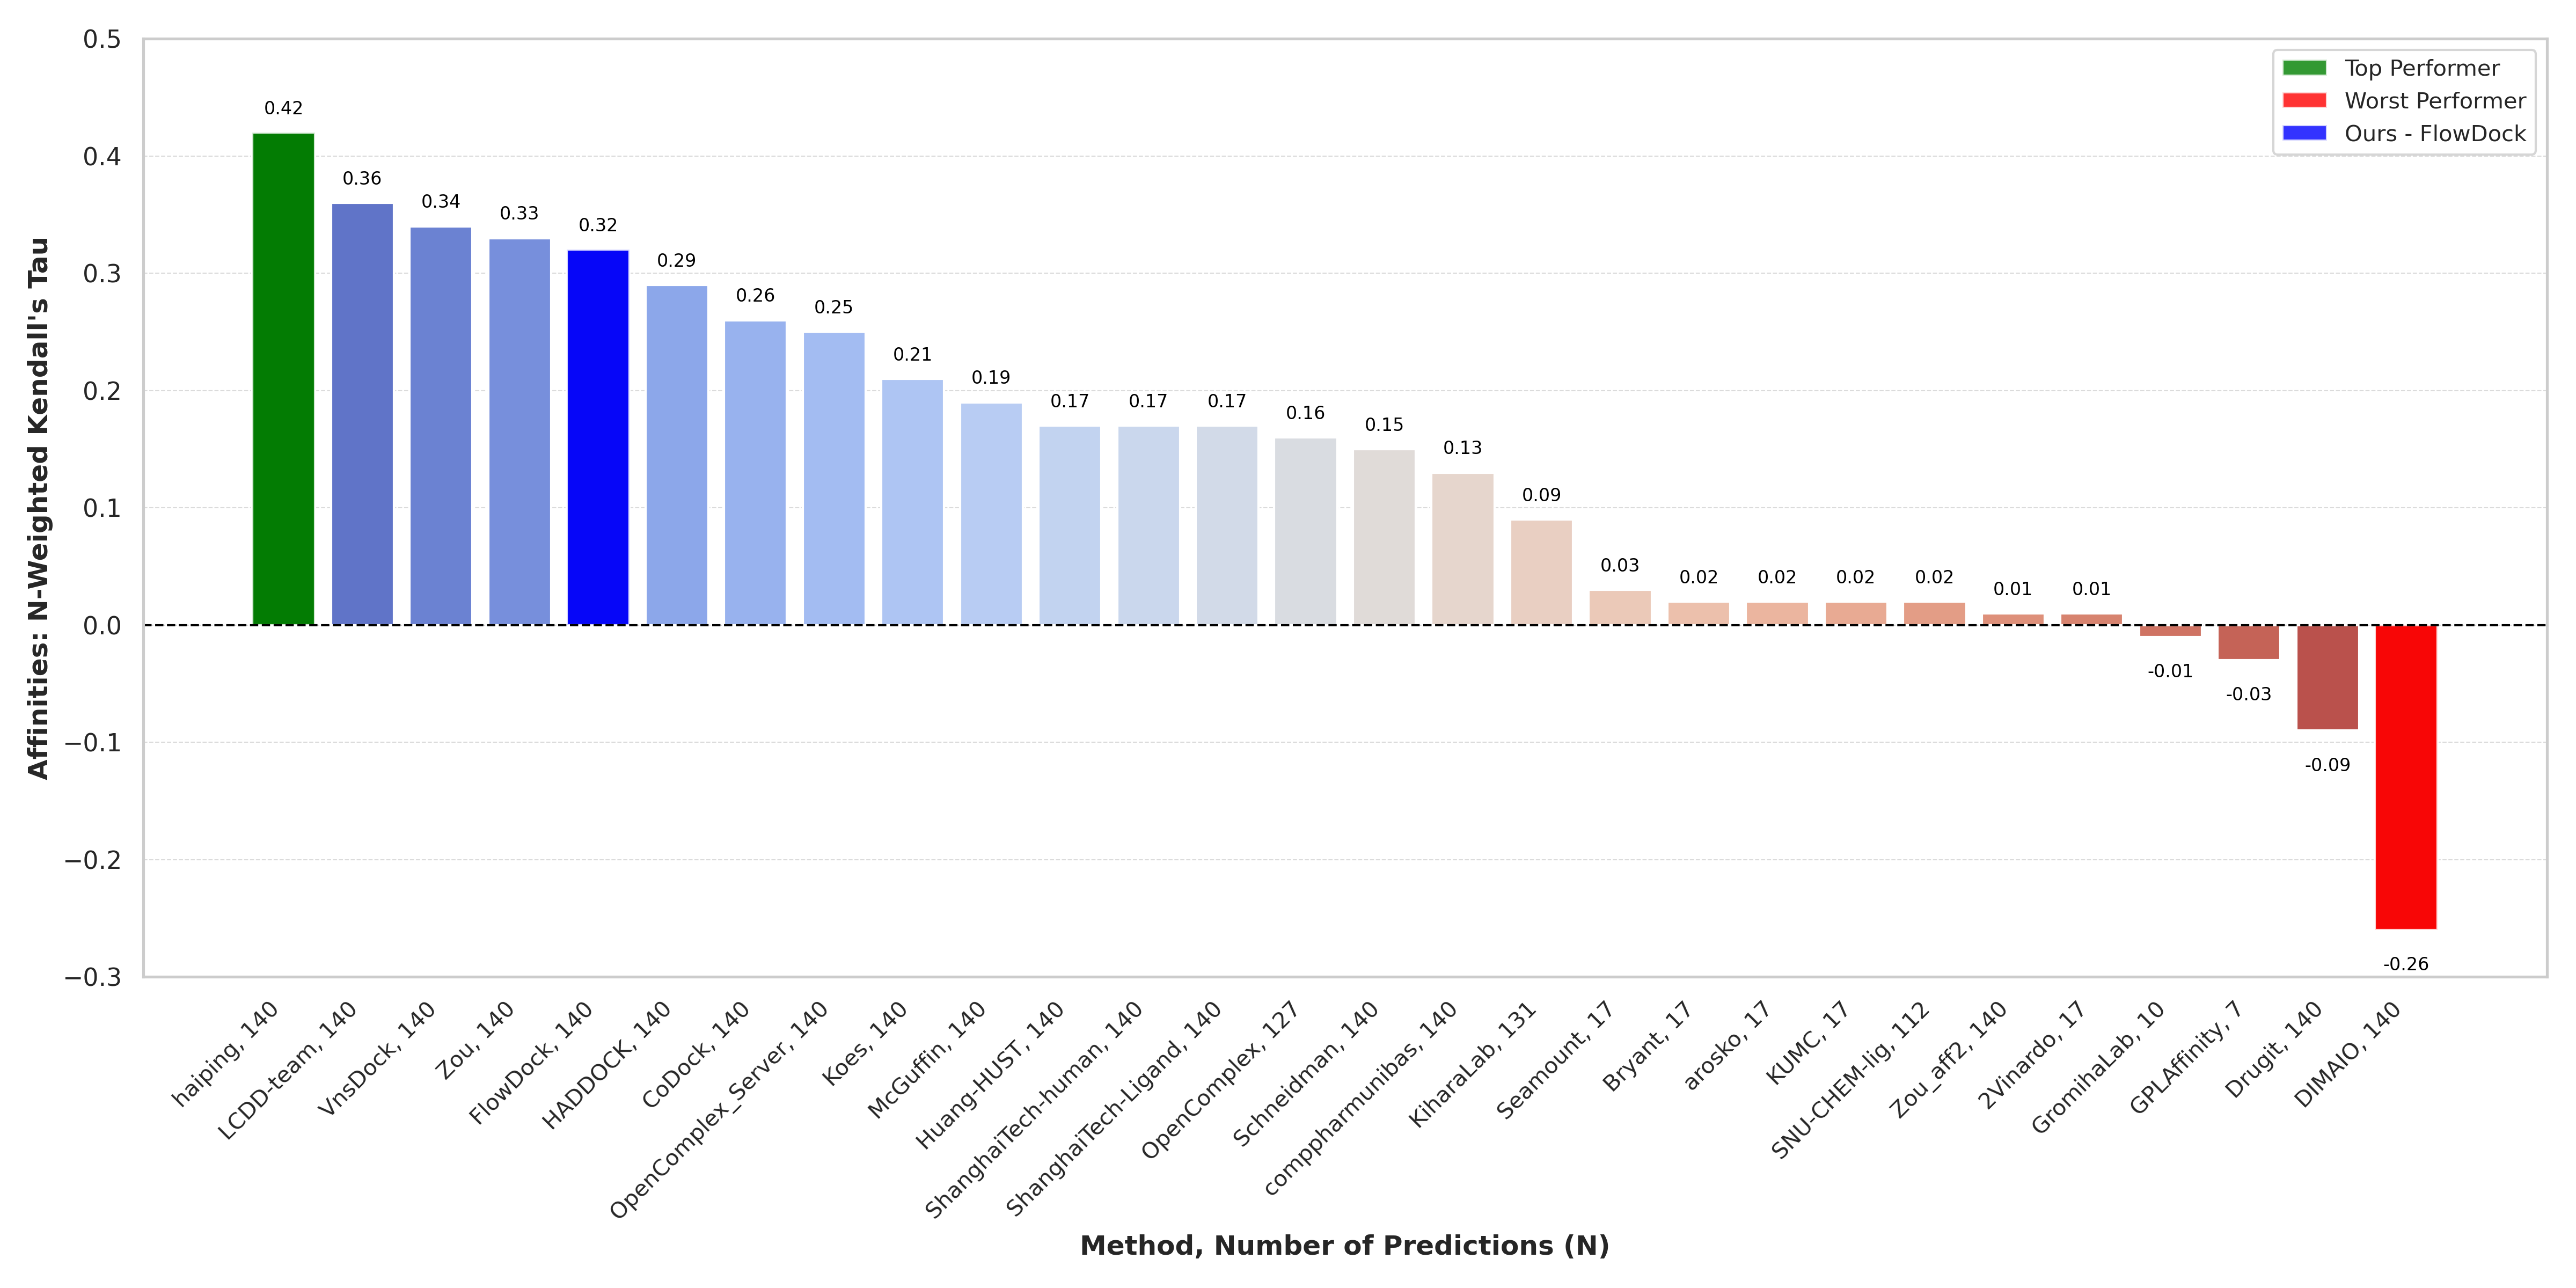 Affinities: N-Weighted Kendall's Tau
0.5
0.4
0.3
0.2
0.1
0.0
−0.1
−0.2
−0.3
Top Performer
Worst Performer
Ours - FlowDock
0.42
0.36
0.34
0.33
0.32
0.29
0.26
0.25
0.21
0.19
0.17
0.17
0.17
0.16
0.15
0.13
0.09
0.03
0.02
0.02
0.02
0.02
0.01
0.01
-0.01
-0.03
-0.09
-0.26
haiping, 140
LCDD-team, 140
VnsDock, 140
Zou, 140
FlowDock, 140
HADDOCK, 140
CoDock, 140
OpenComplex_Server, 140
Koes, 140
McGuffin, 140
Huang-HUST, 140
ShanghaiTech-human, 140
ShanghaiTech-Ligand, 140
OpenComplex, 127
Schneidman, 140
comppharmunibas, 140
KiharaLab, 131
Seamount, 17
Bryant, 17
arosko, 17
KUMC, 17
SNU-CHEM-lig, 112
Zou_aff2, 140
2Vinardo, 17
GromihaLab, 10
GPLAffinity, 7
Drugit, 140
DIMAIO, 140
Method, Number of Predictions (N)